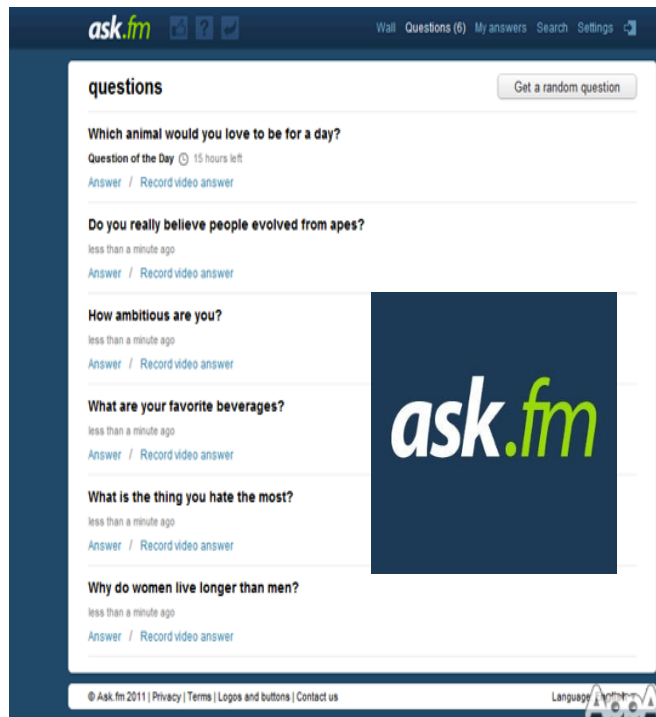 ask.fm Wall Questions (6) My answers Search Settings
questions Get a random question
Which animal would you love to be for a day?
Question of the Day 15 hours left
Answer / Record video answer
Do you really believe people evolved from apes?
less than a minute ago
Answer / Record video answer
How ambitious are you?
less than a minute ago
Answer / Record video answer
What are your favorite beverages?
less than a minute ago
Answer / Record video answer
ask.fm
What is the thing you hate the most?
less than a minute ago
Answer / Record video answer
Why do women live longer than men?
less than a minute ago
Answer / Record video answer
© Ask.fm 2011 | Privacy | Terms | Logos and buttons | Contact us Language